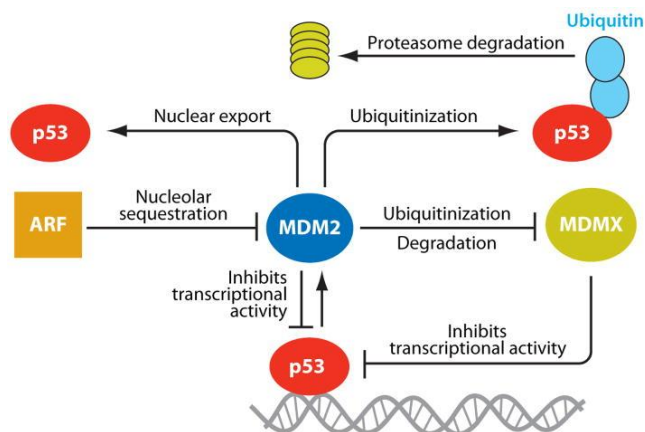 Ubiquitin
Proteasome degradation
p53
Nuclear export
Ubiquitinization
p53
ARF
Nucleolar
sequestration
MDM2
Ubiquitinization
Degradation
MDMX
Inhibits
transcriptional
activity
Inhibits
transcriptional activity
p53